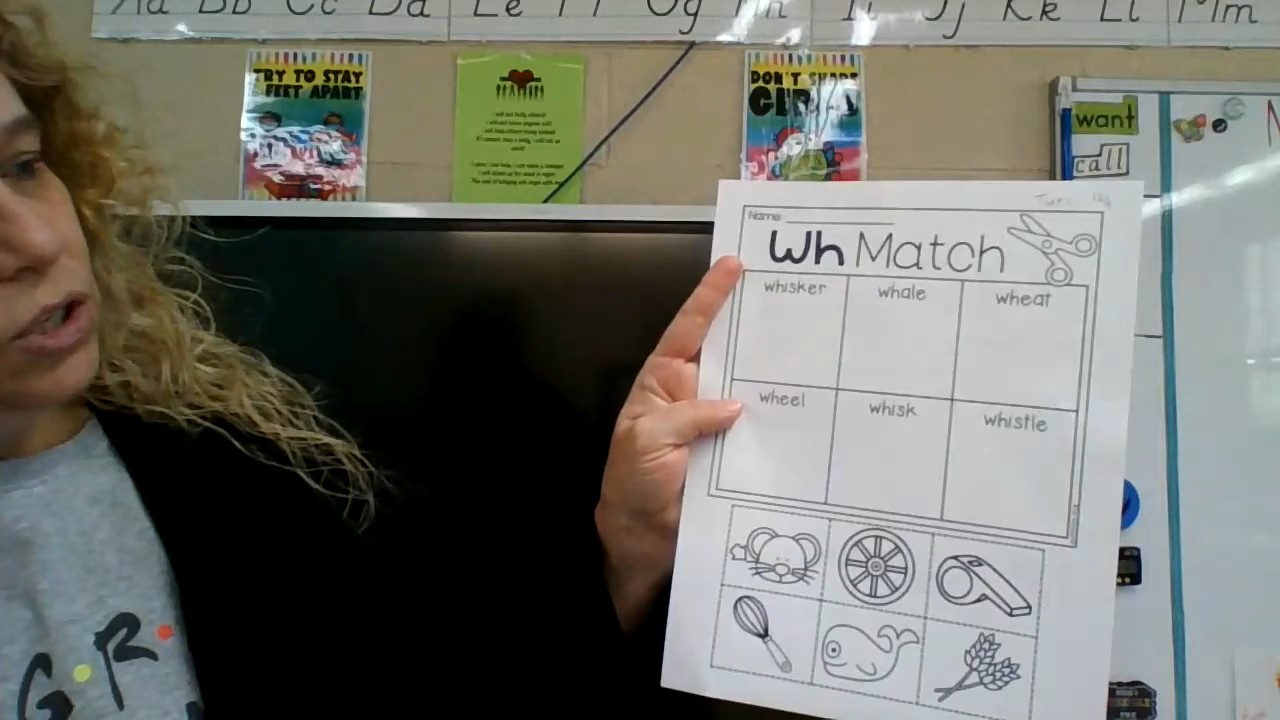 Aa Bb Cc Dd Ee Ff Gg Hh Ii Jj Kk Ll Mm
TRY TO STAY
FEET APART
DON'T SHARE
GERMS
want
call
Name:
Wh Match
whisker whale wheat
wheel whisk whistle
G R